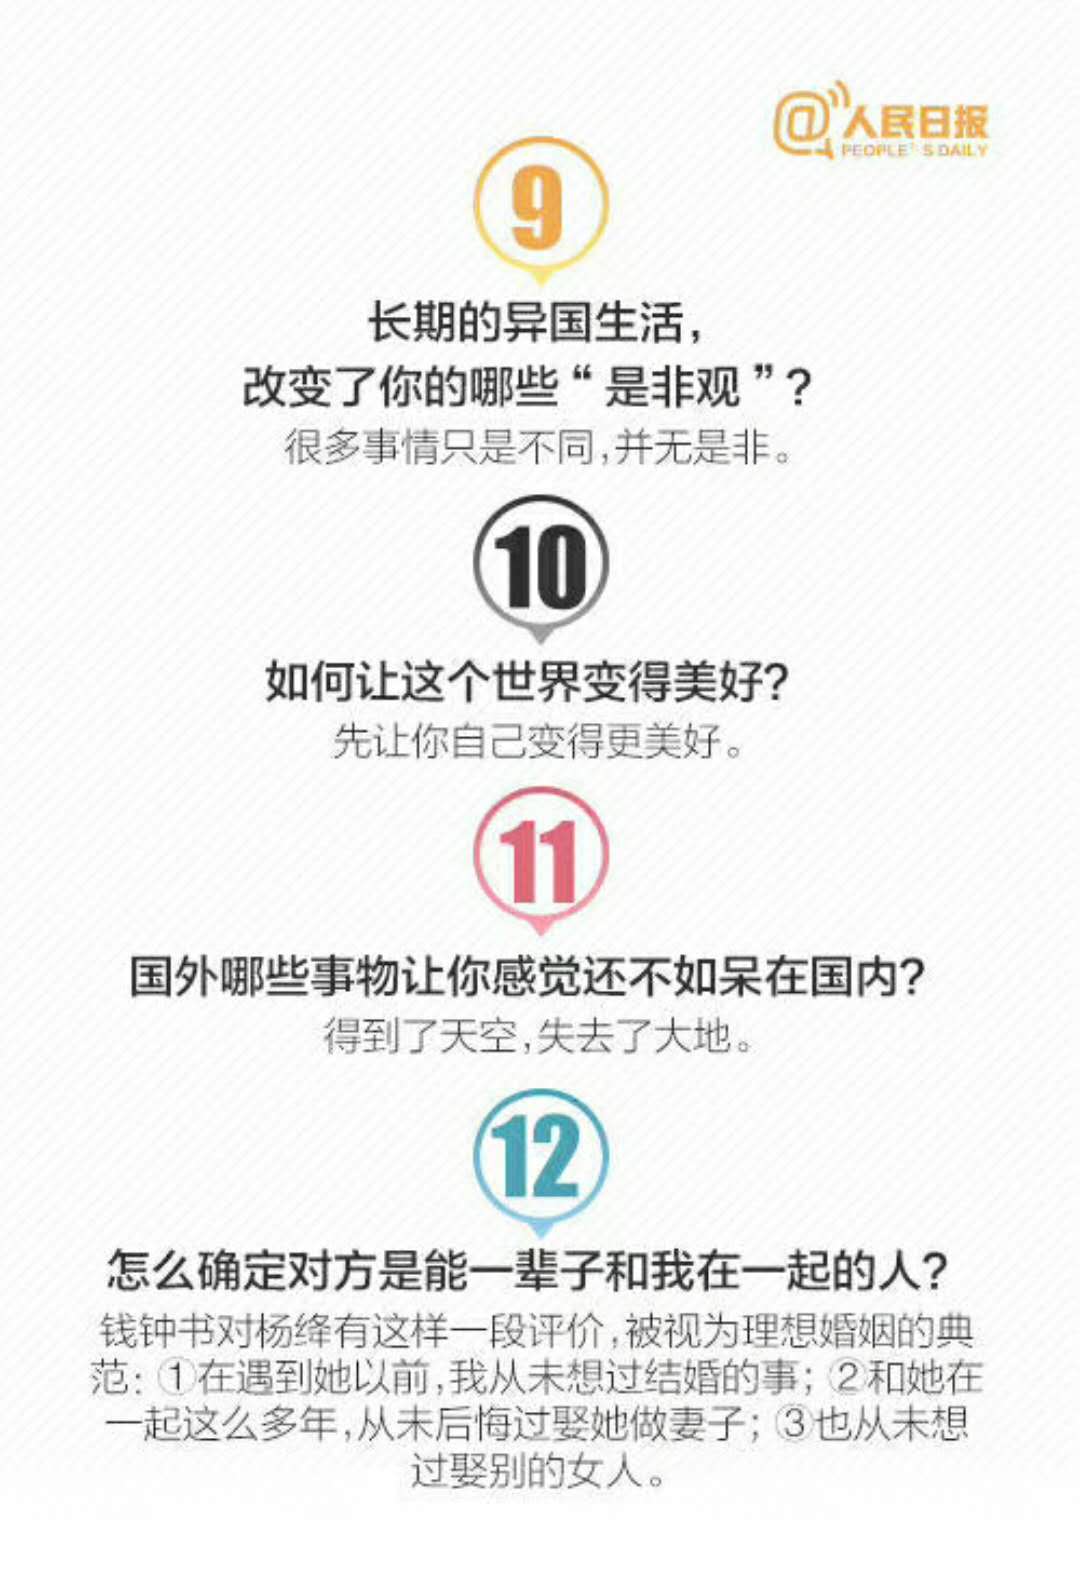 @人民日报
PEOPLE'S DAILY
9
长期的异国生活，
改变了你的哪些“是非观”？
很多事情只是不同，并无是非。
10
如何让这个世界变得美好？
先让你自己变得更美好。
11
国外哪些事物让你感觉还不如呆在国内？
得到了天空，失去了大地。
12
怎么确定对方是能一辈子和我在一起的人？
钱钟书对杨绛有这样一段评价，被视为理想婚姻的典
范：①在遇到她以前，我从未想过结婚的事；②和她在
一起这么多年，从未后悔过娶她做妻子；③也从未想
过娶别的女人。